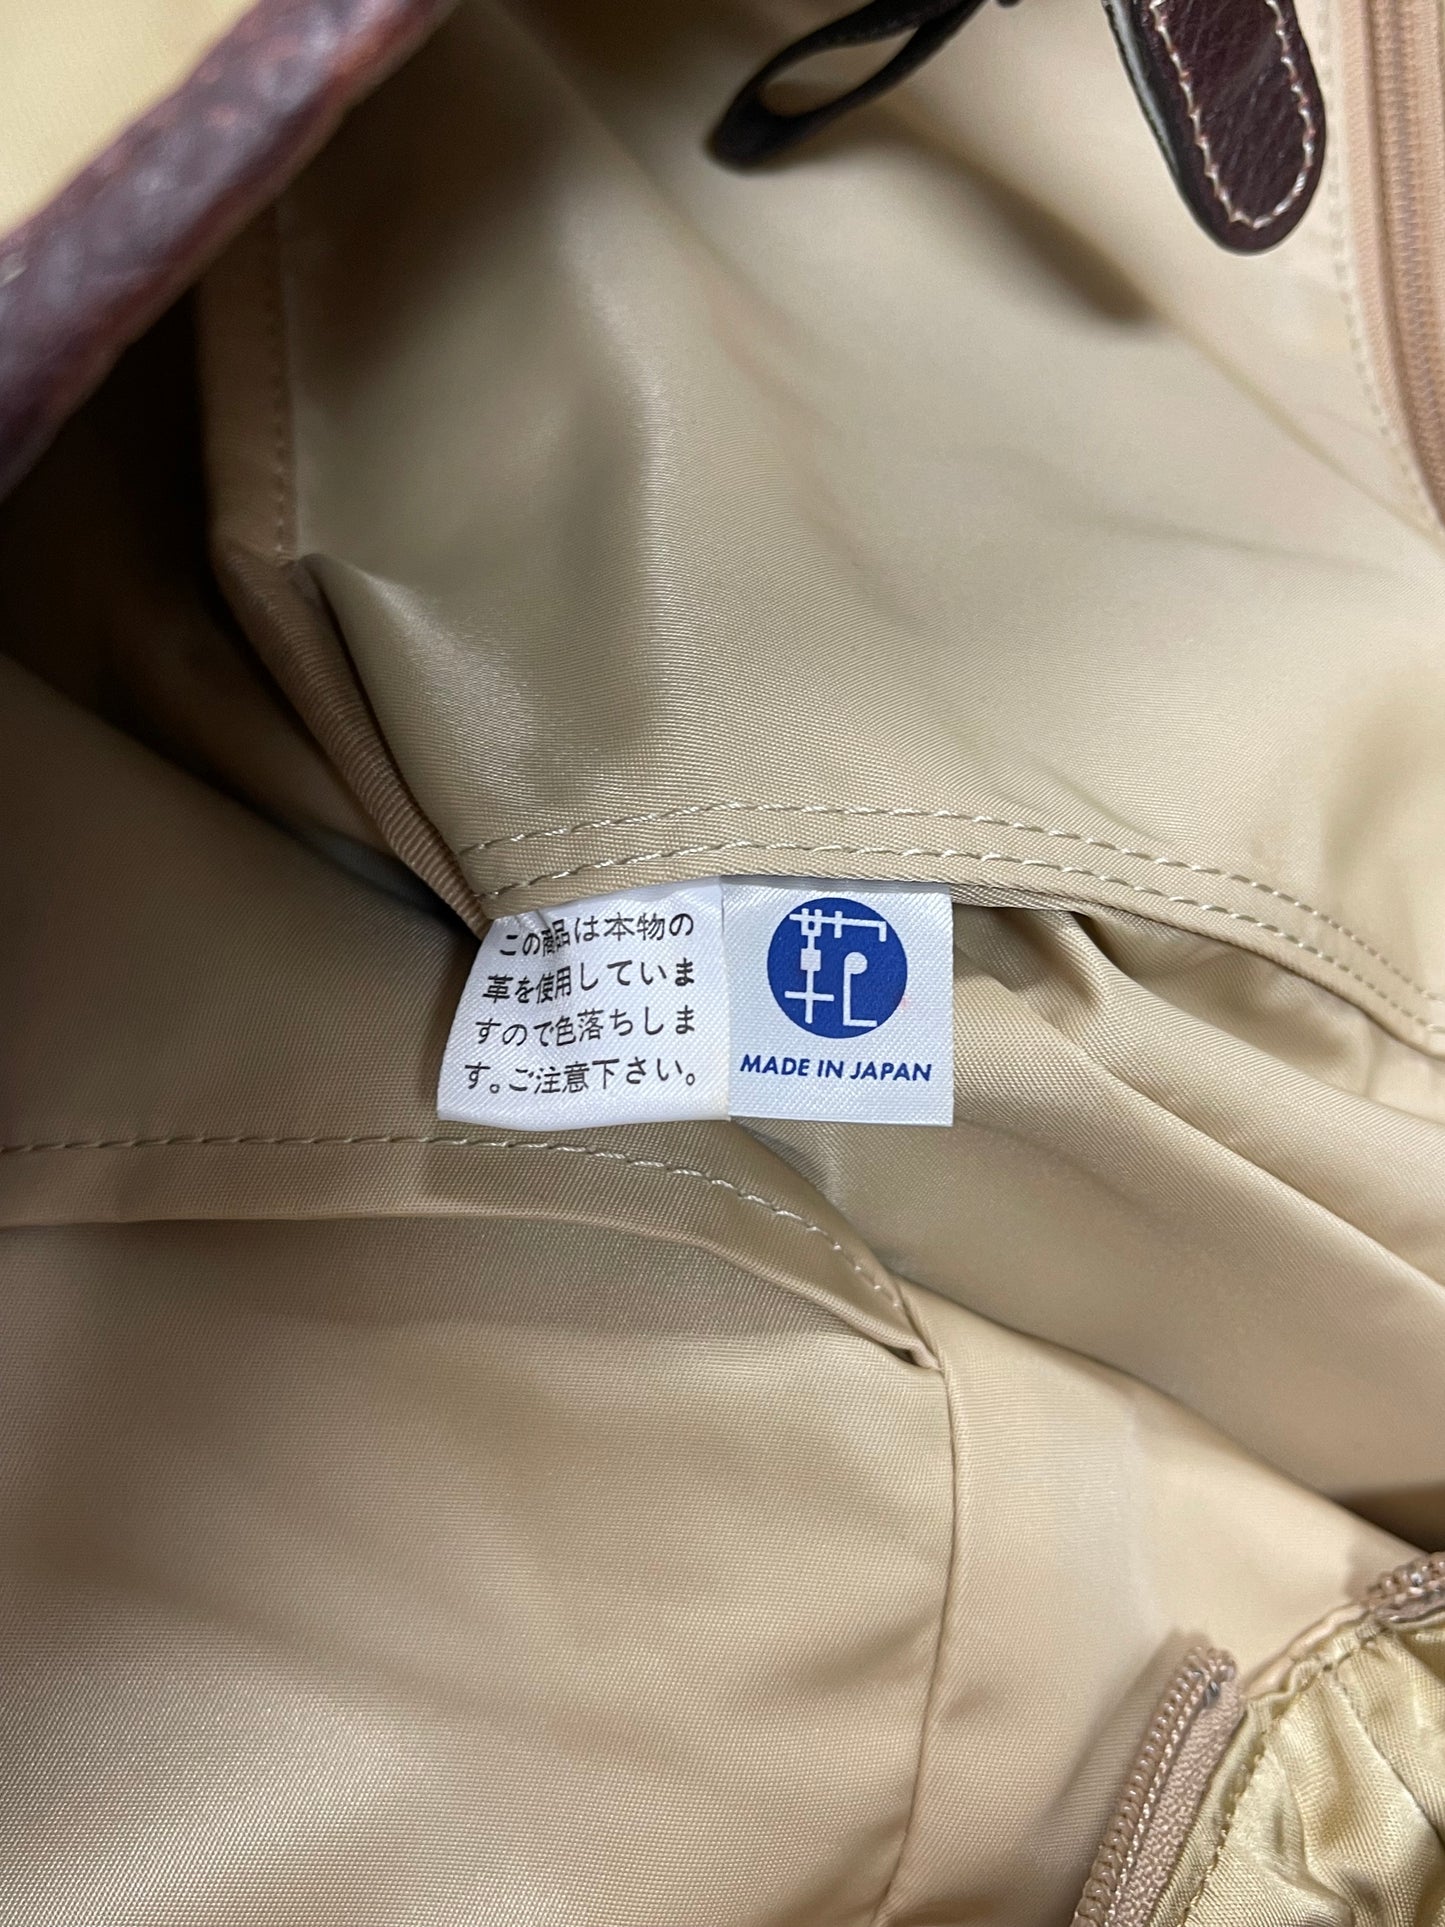 この商品は本物の
革を使用していま
すので色落ちしま
す。ご注意下さい。
MADE IN JAPAN